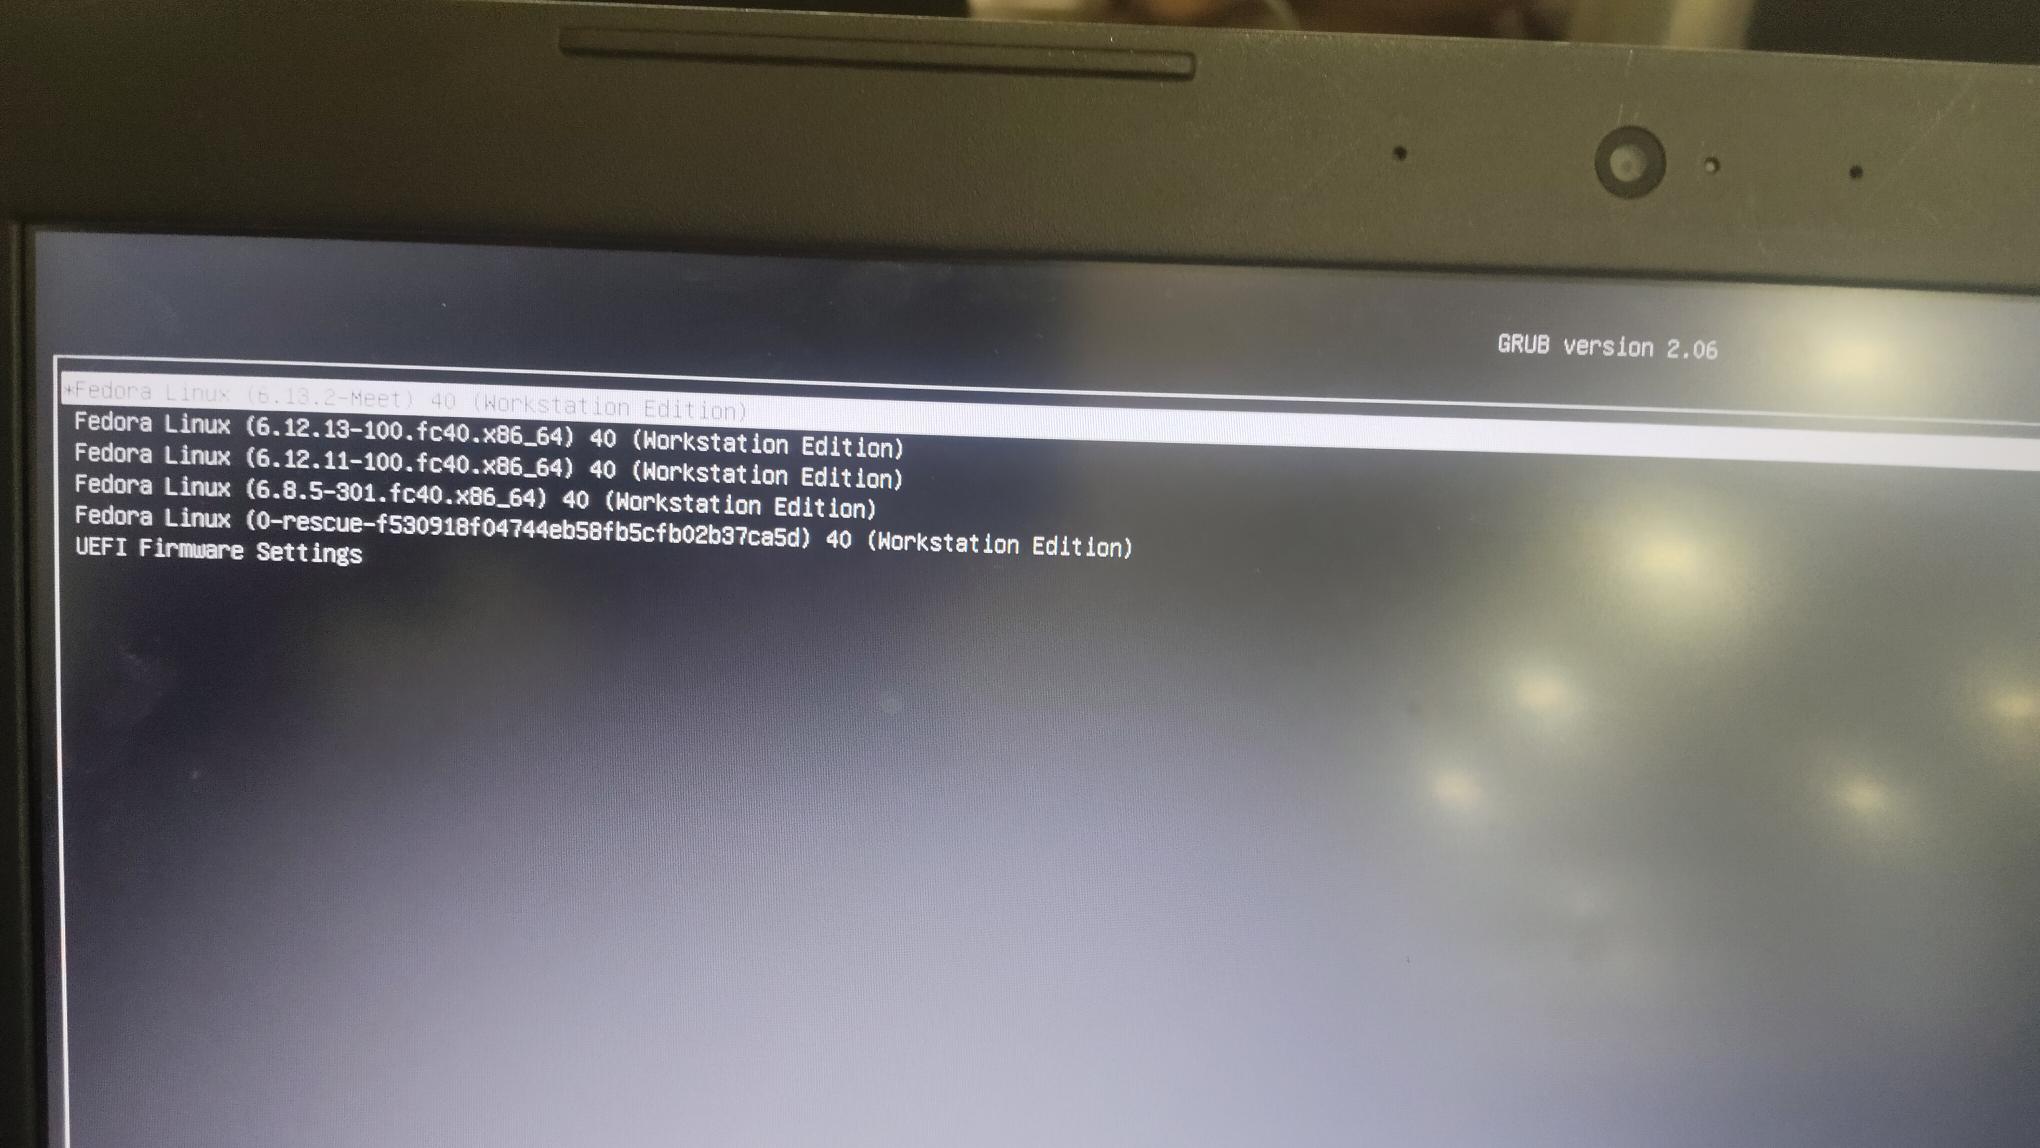 GRUB version 2.06
*Fedora Linux (6.13.2-Meet) 40 (Workstation Edition)
Fedora Linux (6.12.13-100.fc40.x86_64) 40 (Workstation Edition)
Fedora Linux (6.12.11-100.fc40.x86_64) 40 (Workstation Edition)
Fedora Linux (6.8.5-301.fc40.x86_64) 40 (Workstation Edition)
Fedora Linux (0-rescue-f530918f04744eb58fb5cfb02b37ca5d) 40 (Workstation Edition)
UEFI Firmware Settings